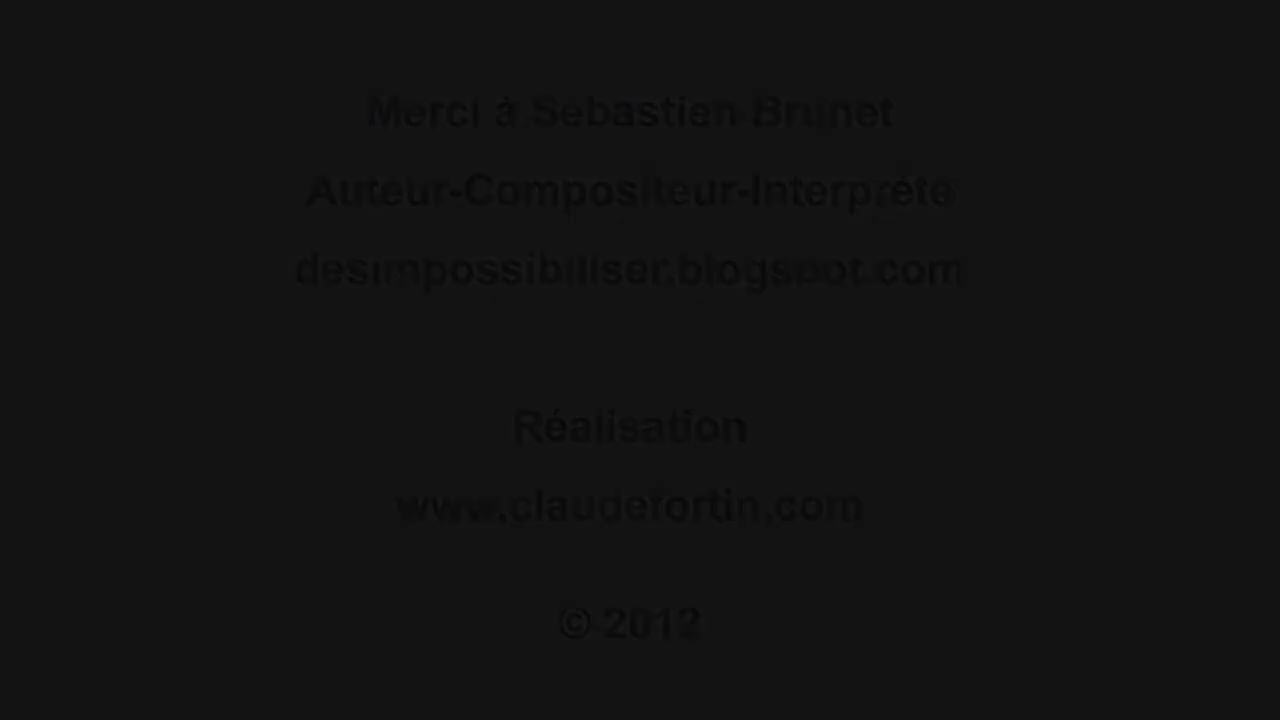 Merci à Sébastien Brunet
Auteur-Compositeur-Interprète
desimpossibiliser.blogspot.com
Réalisation
www.claudefortin.com
© 2012